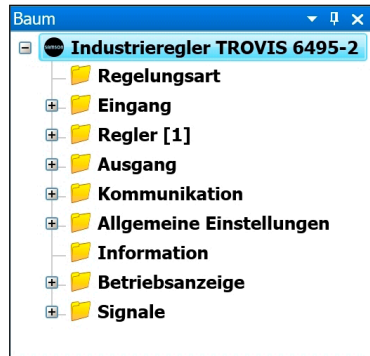 Baum
Industrieregler TROVIS 6495-2
Regelungsart
Eingang
Regler [1]
Ausgang
Kommunikation
Allgemeine Einstellungen
Information
Betriebsanzeige
Signale